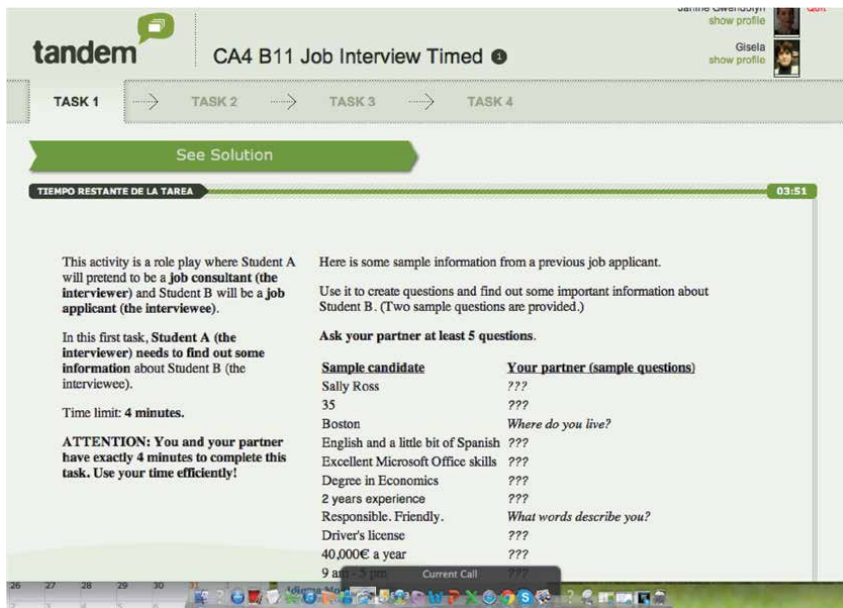 Janine Gwendolyn
show profile
Quit
tandem
CA4 B11 Job Interview Timed
Gisela
show profile
TASK 1
TASK 2
TASK 3
TASK 4
See Solution
TIEMPO RESTANTE DE LA TAREA
03:51
This activity is a role play where Student A
will pretend to be a job consultant (the
interviewer) and Student B will be a job
applicant (the interviewee).
In this first task, Student A (the
interviewer) needs to find out some
information about Student B (the
interviewee).
Time limit: 4 minutes.
ATTENTION: You and your partner
have exactly 4 minutes to complete this
task. Use your time efficiently!
Here is some sample information from a previous job applicant.
Use it to create questions and find out some important information about
Student B. (Two sample questions are provided.)
Ask your partner at least 5 questions.
Sample candidate Your partner (sample questions)
Sally Ross ???
35 ???
Boston Where do you live?
English and a little bit of Spanish ???
Excellent Microsoft Office skills ???
Degree in Economics ???
2 years experience ???
Responsible. Friendly. What words describe you?
Driver's license ???
40,000€ a year ???
9 am - 5 pm ???
Current Call
26 27 28 29 30 31